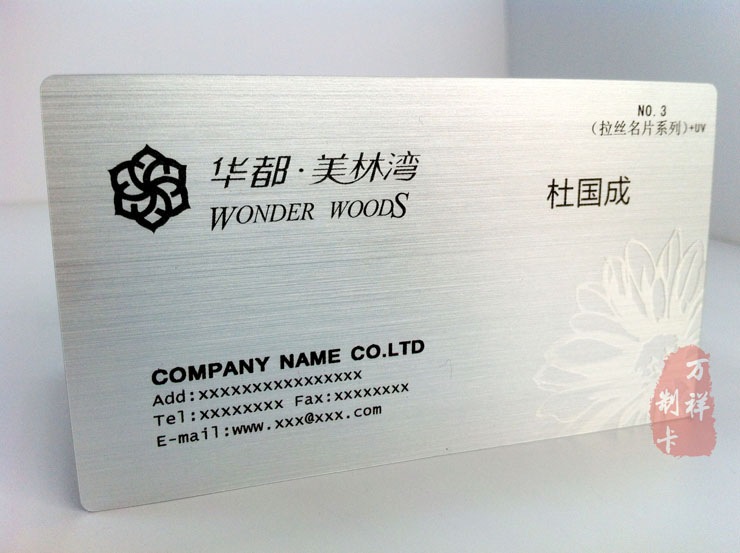 NO.3
(拉丝名片系列)+UV
华都·美林湾
WONDER WOODS
杜国成
COMPANY NAME CO.LTD
Add:xxxxxxxxxxxxxxxx
Tel:xxxxxxxx Fax:xxxxxxxx
E-mail:www.xxx@xxx.com
万祥
制卡